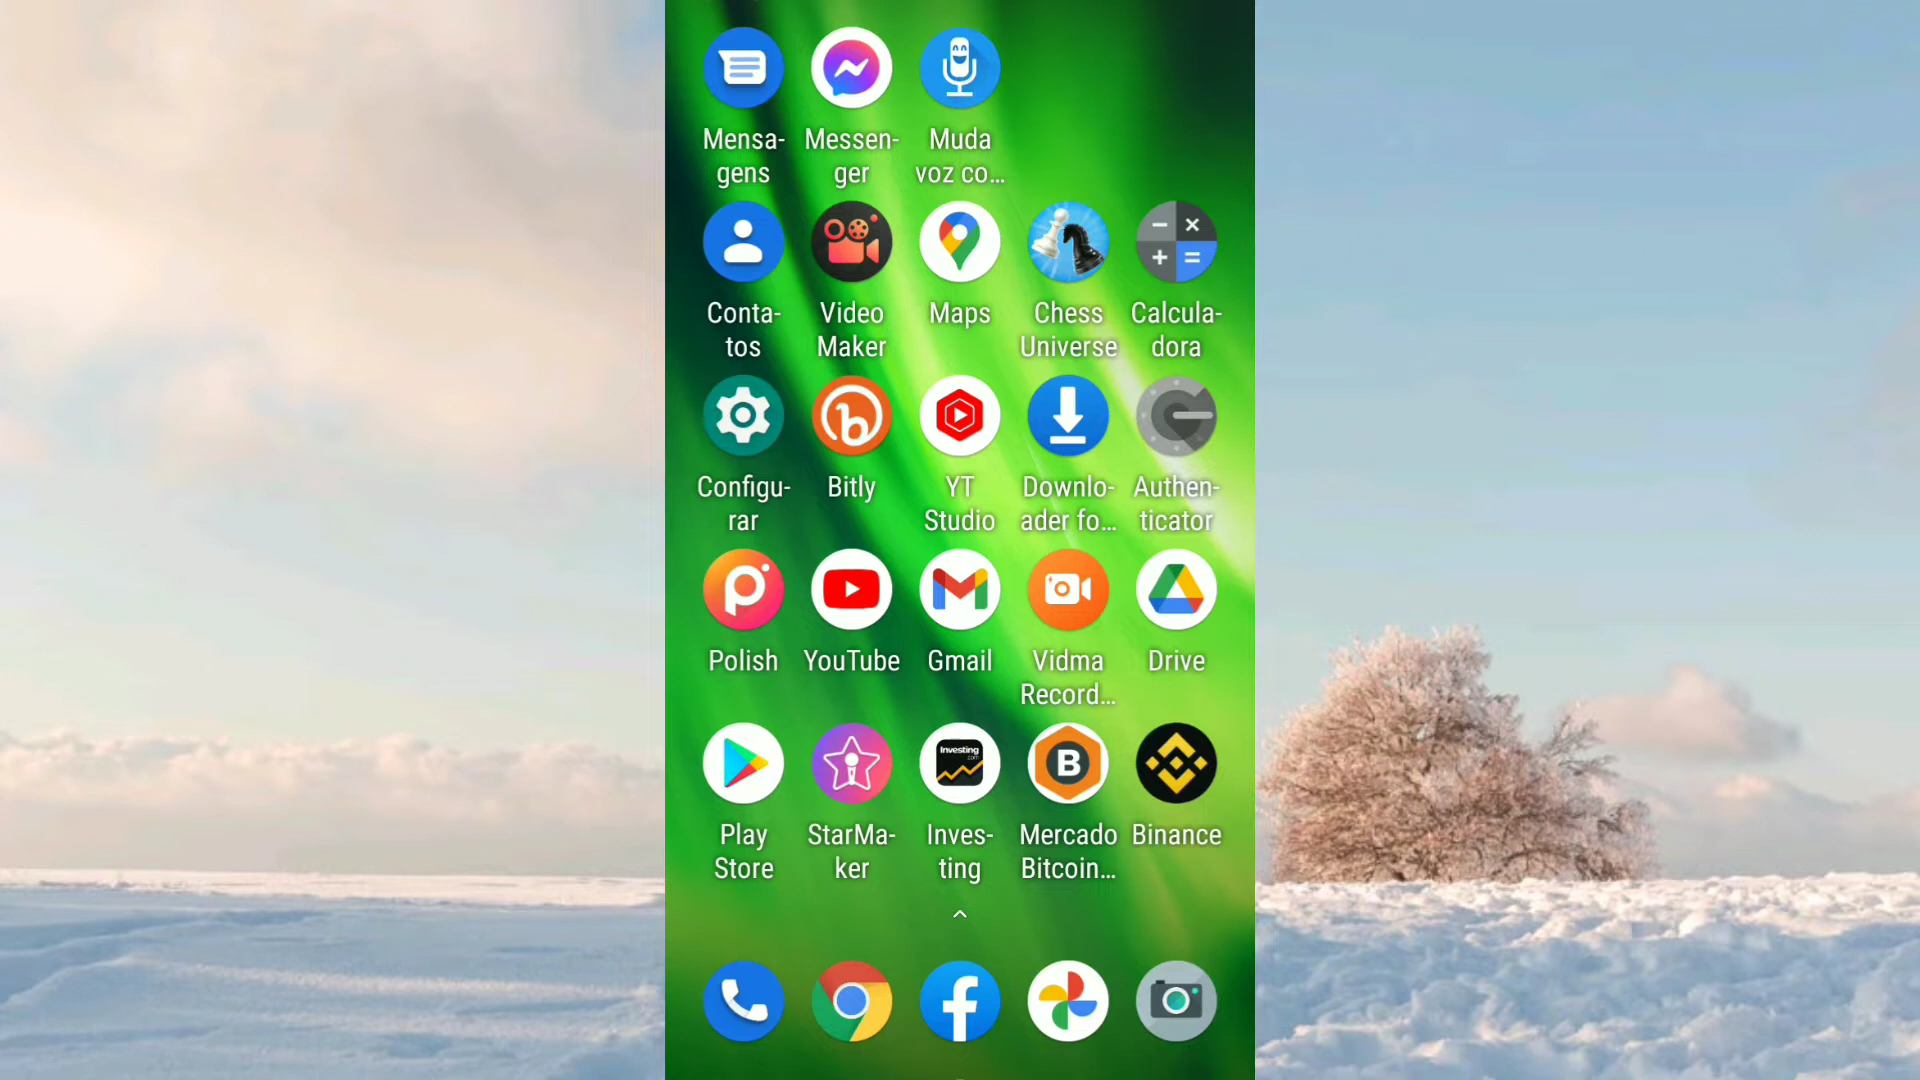 Mensa-
gens
Messen-
ger
Muda
voz co...
Conta-
tos
Video
Maker
Maps
Chess
Universe
Calcula-
dora
Configu-
rar
Bitly
YT
Studio
Downlo-
ader fo...
Authen-
ticator
Polish
YouTube
Gmail
Vidma
Record...
Drive
Investing
.com
Play
Store
StarMa-
ker
Inves-
ting
Mercado
Bitcoin...
Binance